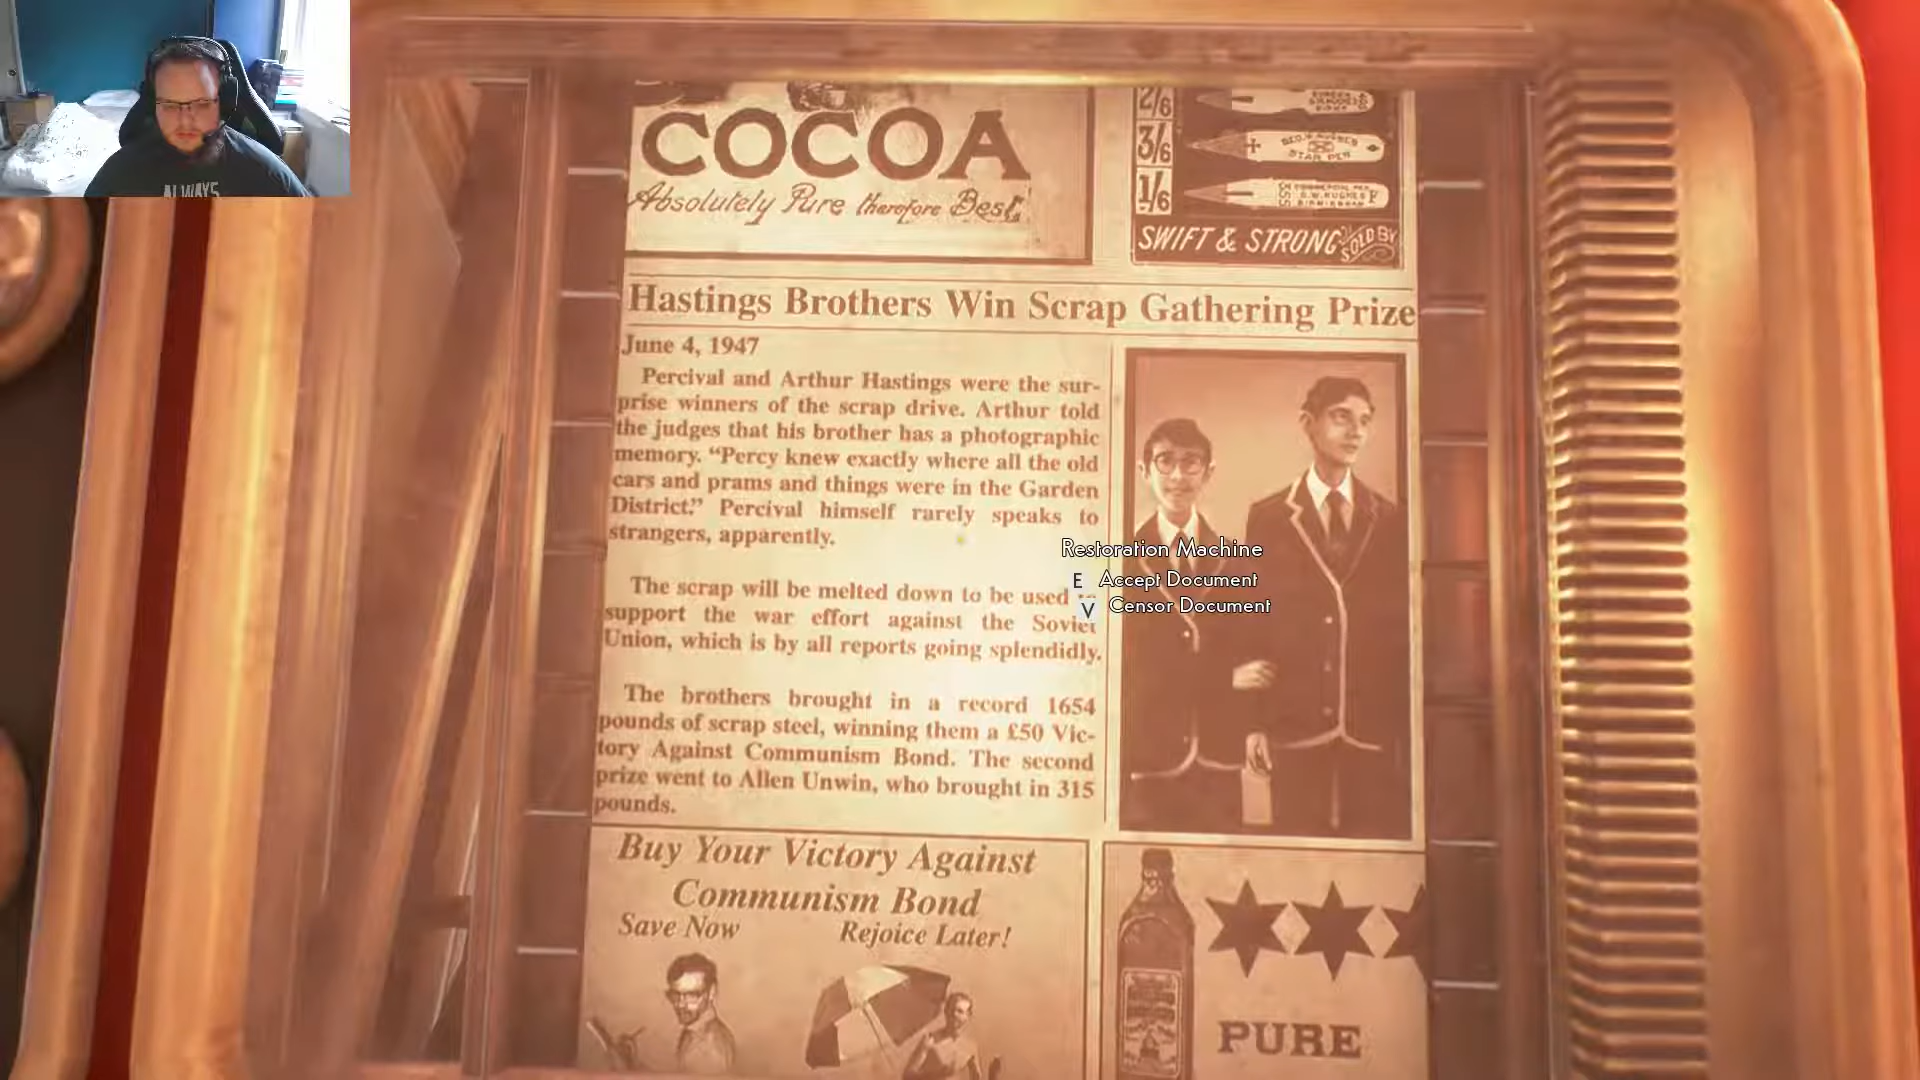 ALWAYS
COCOA
Absolutely Pure therefore Best
2/6
3/6
1/6
STAR PEN
SWIFT & STRONG SOLD BY
Hastings Brothers Win Scrap Gathering Prize
June 4, 1947
Percival and Arthur Hastings were the sur-
prise winners of the scrap drive. Arthur told
the judges that his brother has a photographic
memory. “Percy knew exactly where all the old
cars and prams and things were in the Garden
District.” Percival himself rarely speaks to
strangers, apparently.
The scrap will be melted down to be used
support the war effort against the Soviet
Union, which is by all reports going splendidly.
The brothers brought in a record 1654
pounds of scrap steel, winning them a £50 Vic-
tory Against Communism Bond. The second
prize went to Allen Unwin, who brought in 315
pounds.
Restoration Machine
E Accept Document
V Censor Document
Buy Your Victory Against
Communism Bond
Save Now Rejoice Later!
PURE